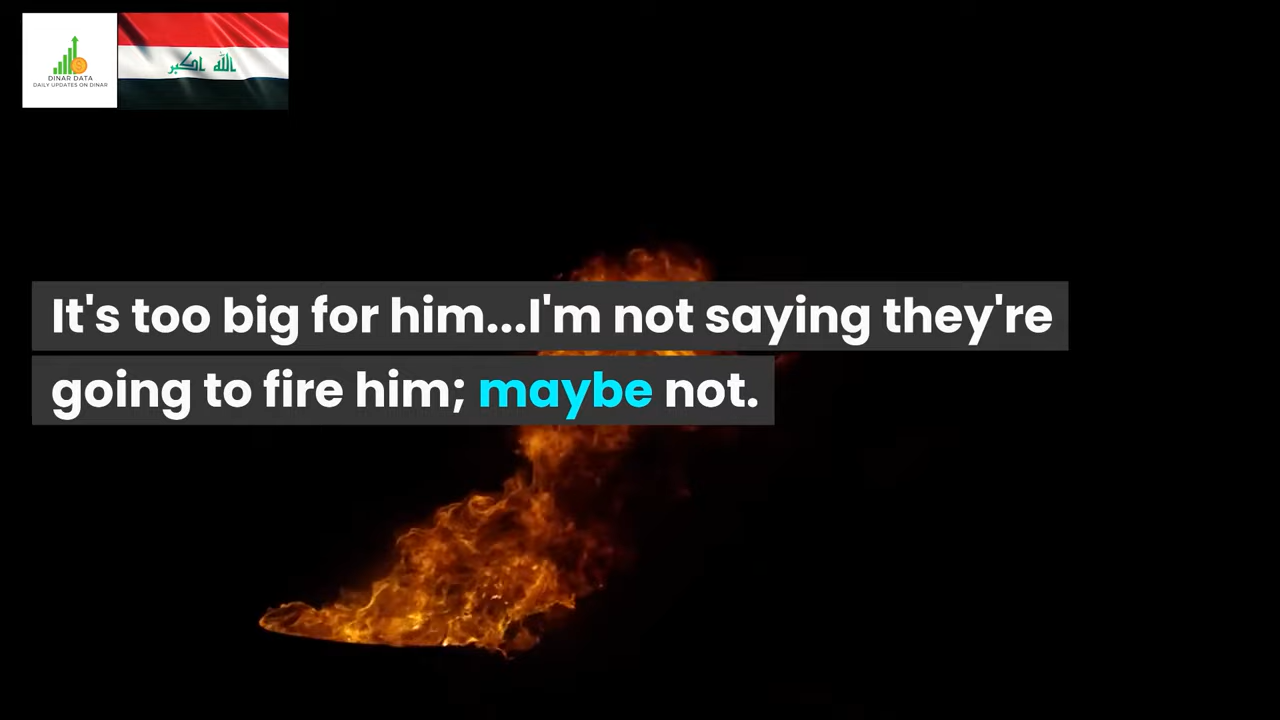 DINAR DATA
DAILY UPDATES ON DINAR
الله اكبر
It's too big for him...I'm not saying they're
going to fire him; maybe not.